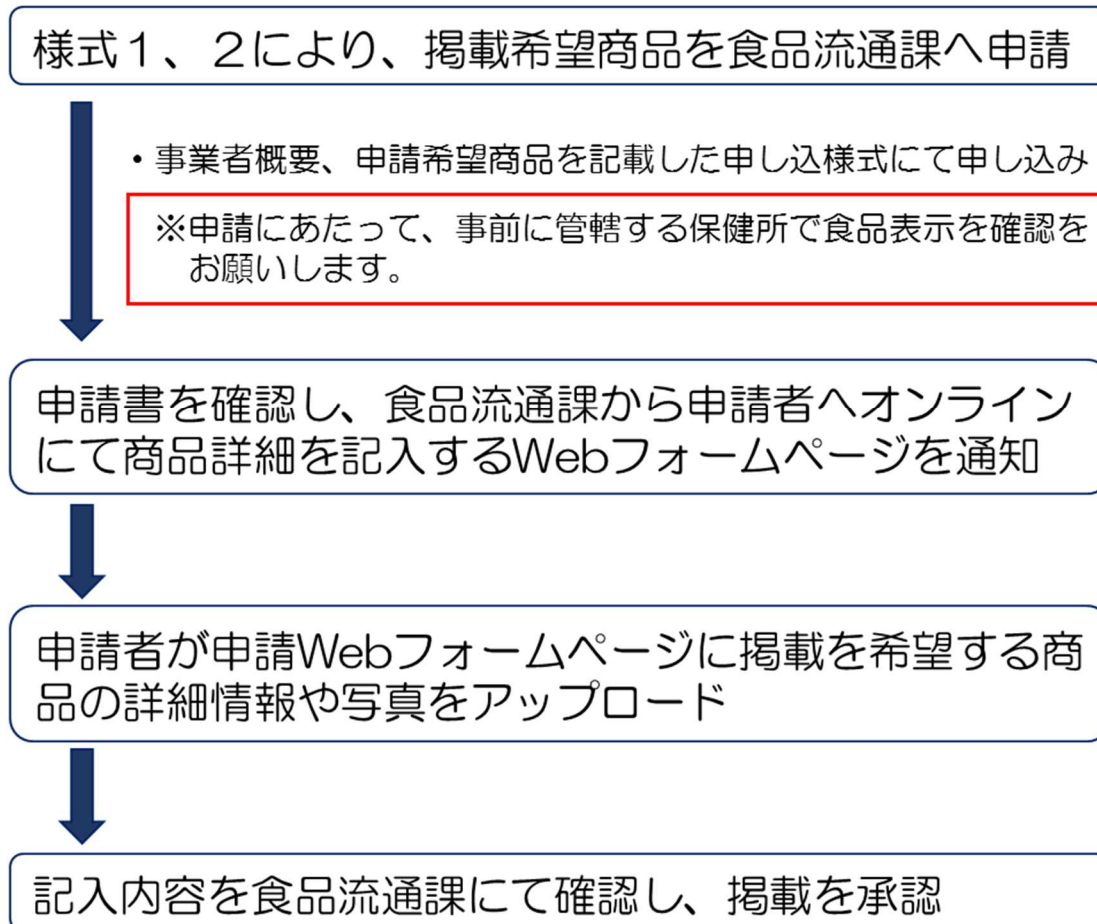 様式１、２により、掲載希望商品を食品流通課へ申請
・事業者概要、申請希望商品を記載した申し込様式にて申し込み
※申請にあたって、事前に管轄する保健所で食品表示を確認を
お願いします。
申請書を確認し、食品流通課から申請者へオンライン
にて商品詳細を記入するWebフォームページを通知
申請者が申請Webフォームページに掲載を希望する商
品の詳細情報や写真をアップロード
記入内容を食品流通課にて確認し、掲載を承認